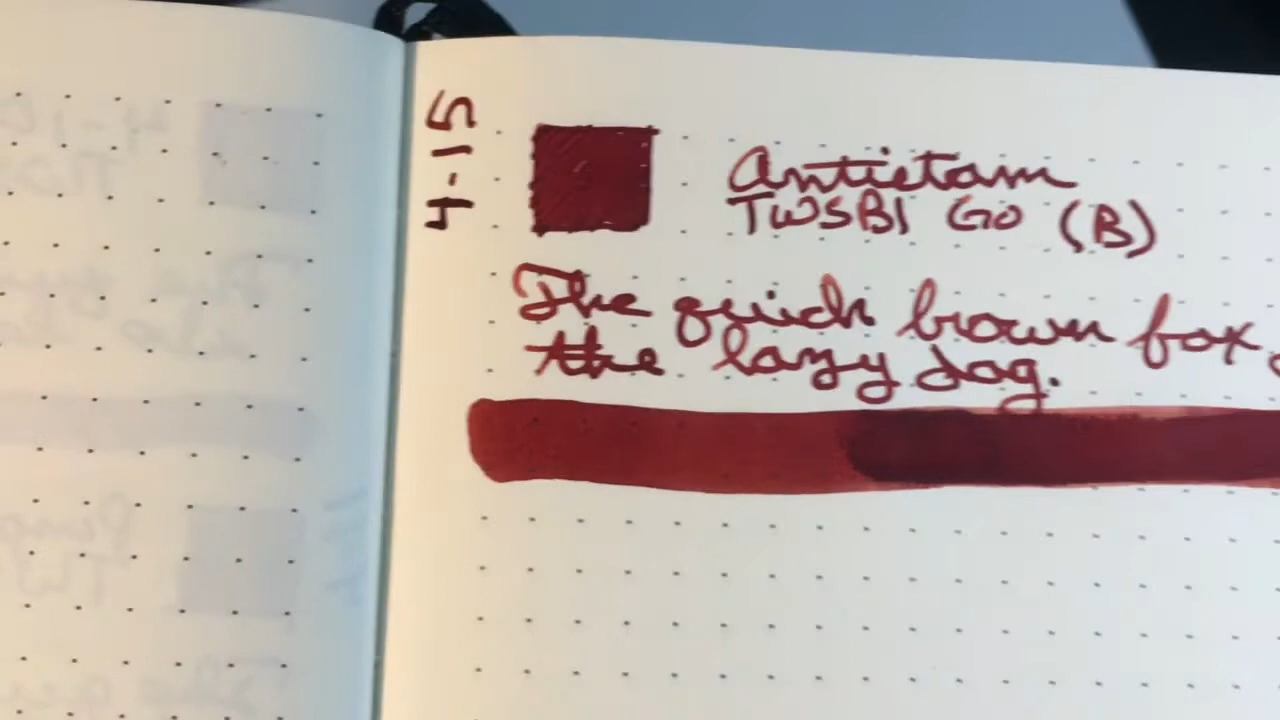 4-15
Antietam
TWSBI Go (B)
The quick brown fox
the lazy dog.